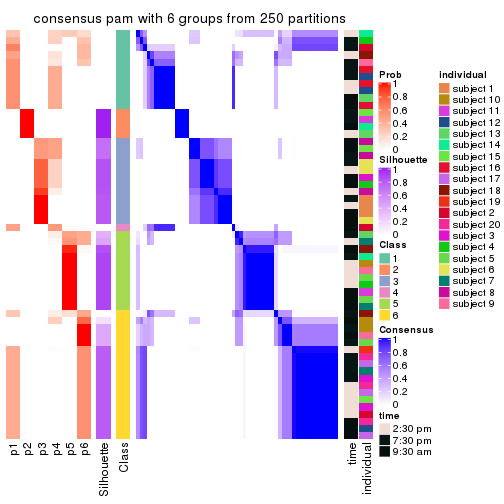 consensus pam with 6 groups from 250 partitions
p1
p2
p3
p4
p5
p6
Silhouette
Class
time
individual
Prob
1
0.8
0.6
0.4
0.2
0
Silhouette
1
0.8
0.6
0.4
0.2
0
Class
1
2
3
4
5
6
Consensus
1
0.8
0.6
0.4
0.2
0
time
2:30 pm
7:30 pm
9:30 am
individual
subject 1
subject 10
subject 11
subject 12
subject 13
subject 14
subject 15
subject 16
subject 17
subject 18
subject 19
subject 2
subject 20
subject 3
subject 4
subject 5
subject 6
subject 7
subject 8
subject 9